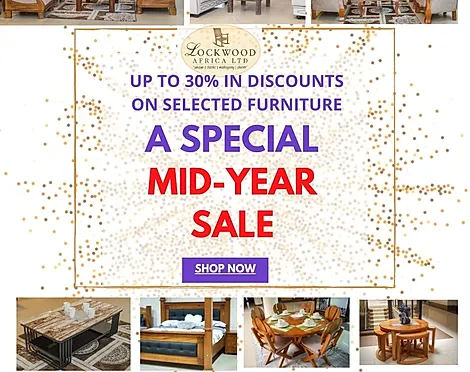 LOCKWOOD
AFRICA LTD
UP TO 30% IN DISCOUNTS
ON SELECTED FURNITURE
A SPECIAL
MID-YEAR
SALE
SHOP NOW